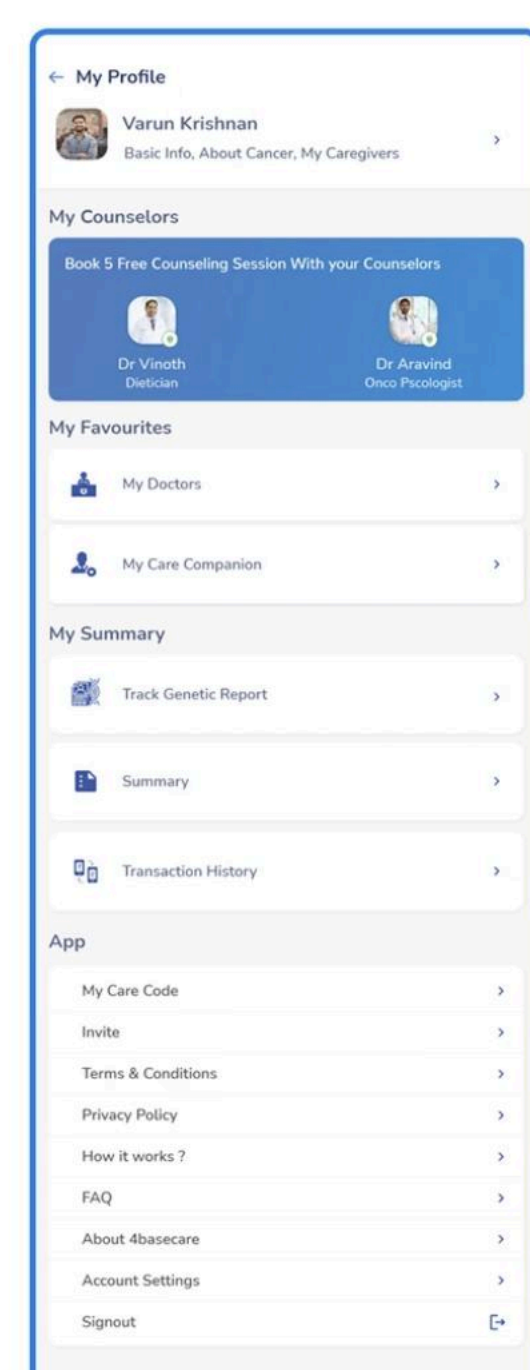 My Profile
Varun Krishnan
Basic Info, About Cancer, My Caregivers
My Counselors
Book 5 Free Counseling Session With your Counselors
Dr Vinoth
Dietician
Dr Aravind
Onco Pscologist
My Favourites
My Doctors
My Care Companion
My Summary
Track Genetic Report
Summary
Transaction History
App
My Care Code
Invite
Terms & Conditions
Privacy Policy
How it works ?
FAQ
About 4basecare
Account Settings
Signout